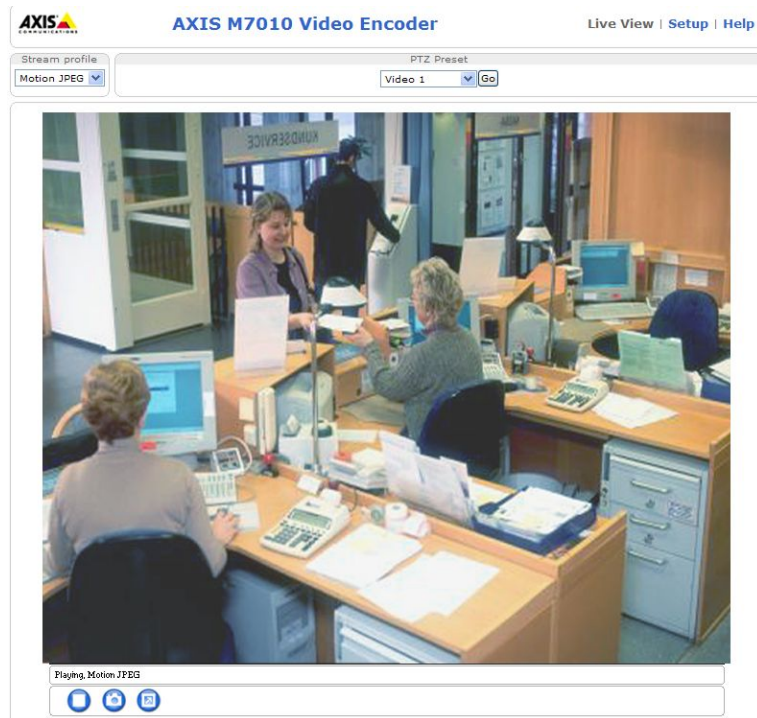 AXIS
COMMUNICATIONS
AXIS M7010 Video Encoder
Live View | Setup | Help
Stream profile
PTZ Preset
Motion JPEG
Video 1
Go
KUNDSERVICE
KASSA
Playing, Motion JPEG